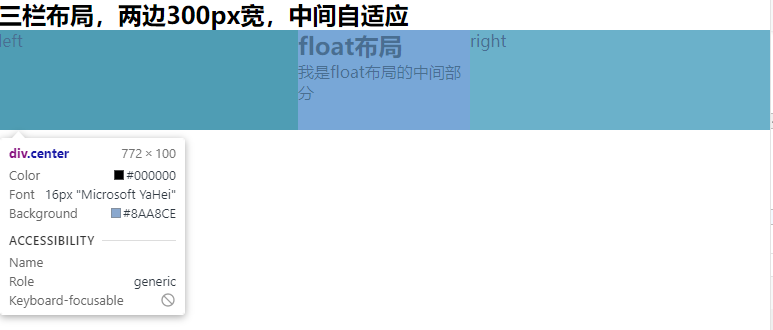 三栏布局，两边300px宽，中间自适应
left
float布局
right
我是float布局的中间部
分
div.center 772 × 100
Color #000000
Font 16px "Microsoft YaHei"
Background #8AA8CE
ACCESSIBILITY
Name
Role generic
Keyboard-focusable